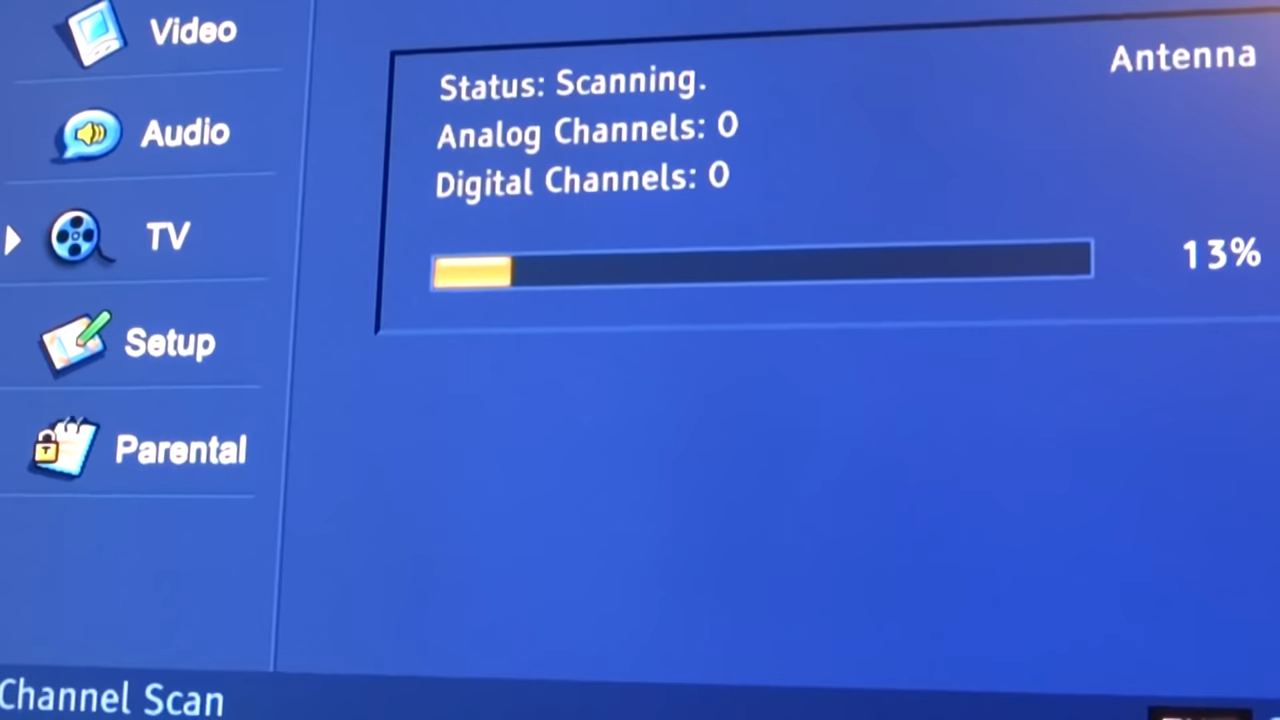 Video
Audio
TV
Setup
Parental
Status: Scanning.
Antenna
Analog Channels: 0
Digital Channels: 0
13%
Channel Scan